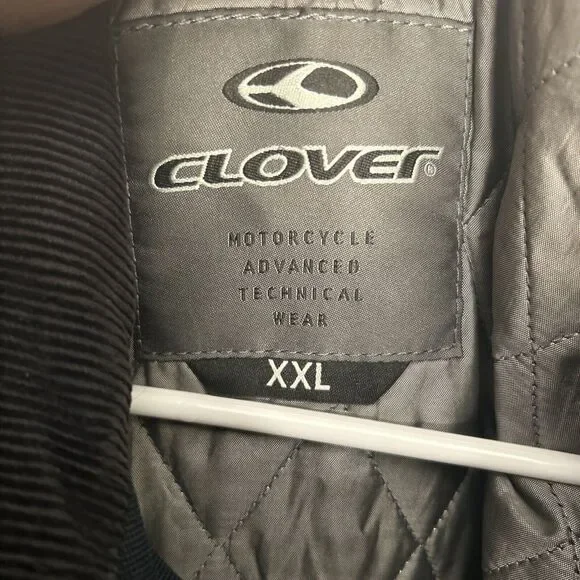 CLOVER®
MOTORCYCLE
ADVANCED
TECHNICAL
WEAR
XXL